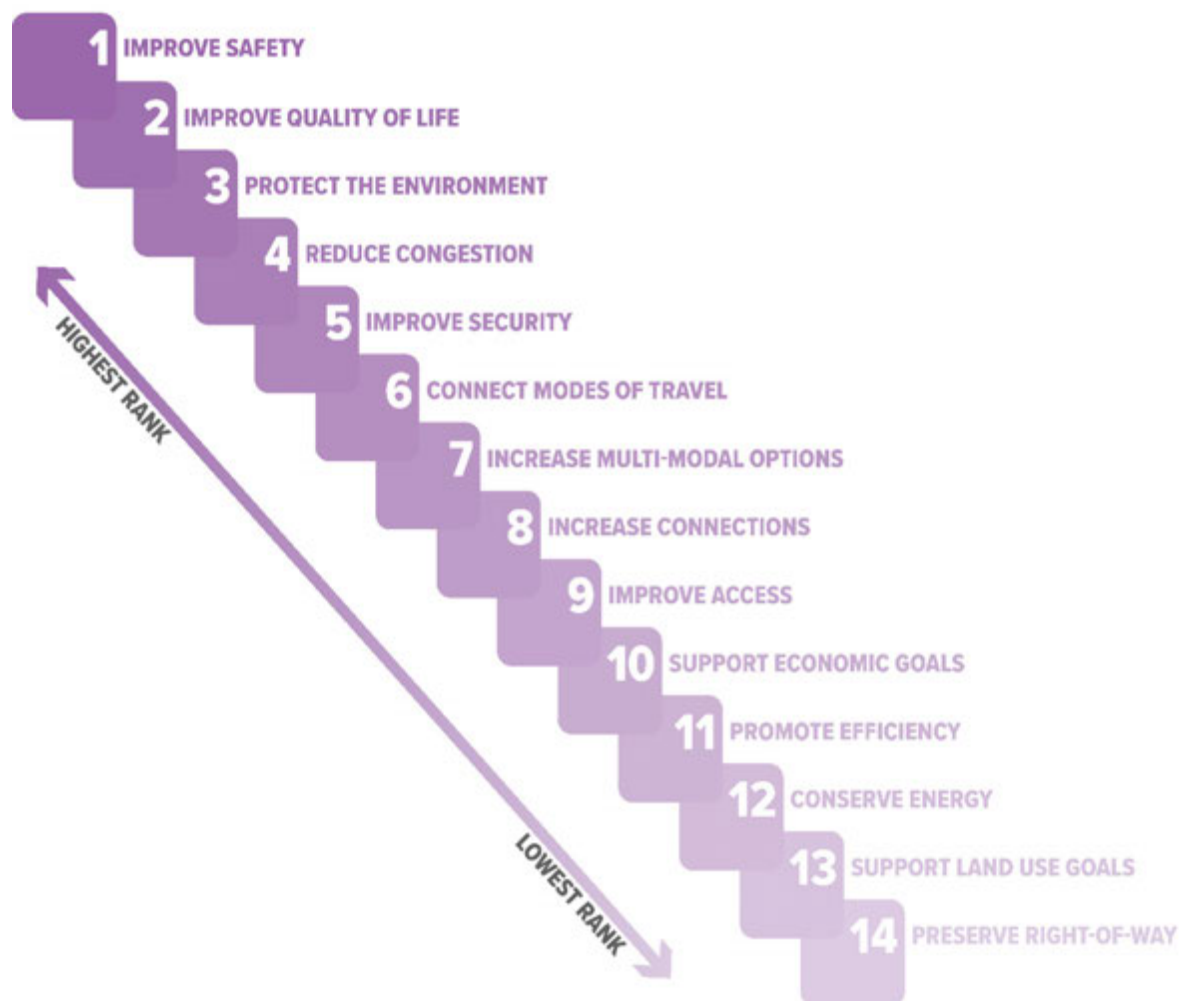 1 IMPROVE SAFETY
2 IMPROVE QUALITY OF LIFE
3 PROTECT THE ENVIRONMENT
4 REDUCE CONGESTION
5 IMPROVE SECURITY
6 CONNECT MODES OF TRAVEL
7 INCREASE MULTI-MODAL OPTIONS
8 INCREASE CONNECTIONS
9 IMPROVE ACCESS
10 SUPPORT ECONOMIC GOALS
11 PROMOTE EFFICIENCY
12 CONSERVE ENERGY
13 SUPPORT LAND USE GOALS
14 PRESERVE RIGHT-OF-WAY
HIGHEST RANK
LOWEST RANK